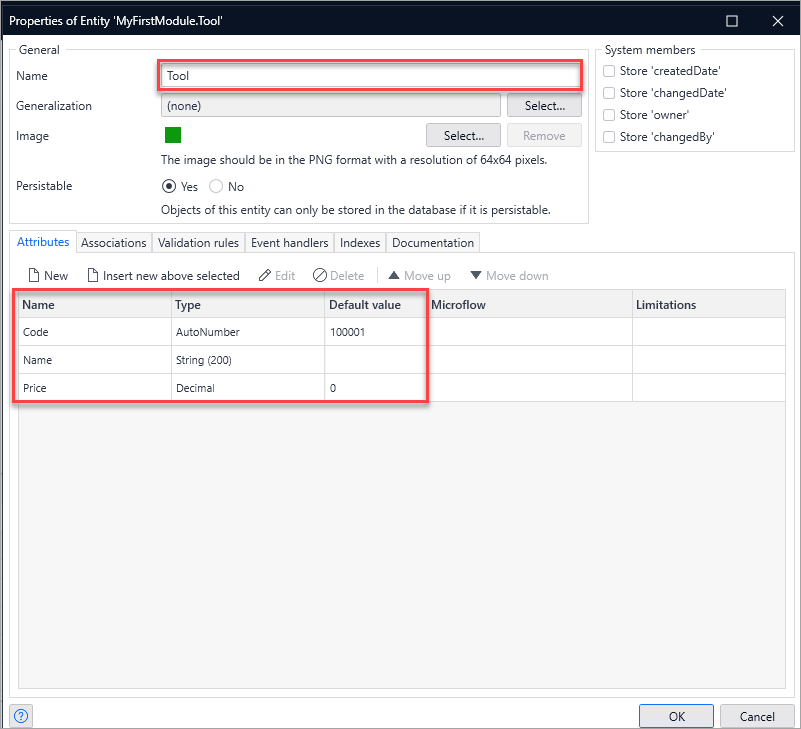 Properties of Entity 'MyFirstModule.Tool'
General
Name
Tool
Generalization
(none)
Select...
Image
Select...
Remove
The image should be in the PNG format with a resolution of 64x64 pixels.
Persistable
Yes
No
Objects of this entity can only be stored in the database if it is persistable.
System members
Store 'createdDate'
Store 'changedDate'
Store 'owner'
Store 'changedBy'
Attributes
Associations
Validation rules
Event handlers
Indexes
Documentation
New
Insert new above selected
Edit
Delete
Move up
Move down
Name Type Default value Microflow Limitations
Code AutoNumber 100001
Name String (200)
Price Decimal 0
?
OK
Cancel